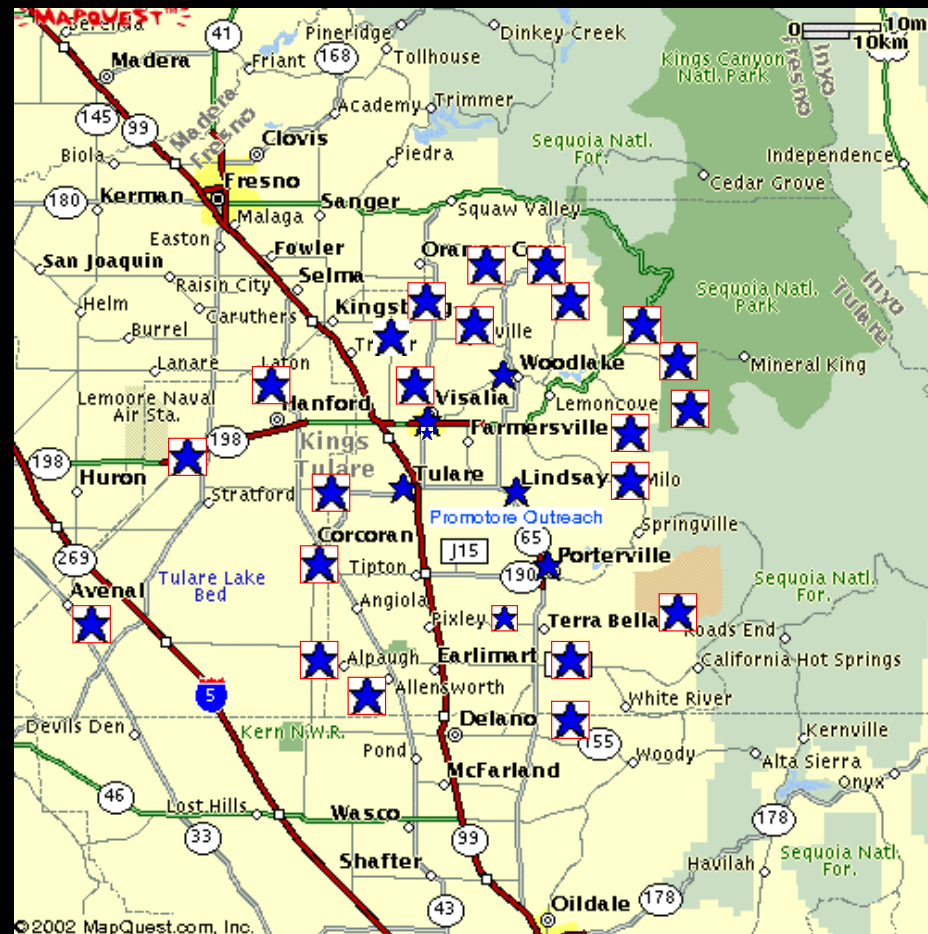 MAPQUEST
Berenda
41
Pineridge
Dinkey Creek
0
10m
10km
Madera
Friant
168
Tollhouse
Kings Canyon
Natl. Park
Fresno
Inyo
145
99
Madera
Fresno
Academy
Trimmer
Biola
Clovis
Piedra
Sequoia Natl.
For.
Independence
Cedar Grove
180
Kerman
Fresno
Sanger
Squaw Valley
Malaga
Easton
Fowler
San Joaquin
Raisin City
Selma
Sequoia Natl.
Park
Inyo
Tulare
Helm
Caruthers
Burrel
ville
Lanare
Laton
Woodlake
Mineral King
Lemoore Naval
Air Sta.
Hanford
Visalia
Lemoncove
198
Kings
Tulare
Farmersville
198
Huron
Stratford
Tulare
Lindsay
Milo
Promotore Outreach
Springville
Corcoran
65
J15
Porterville
269
Tipton
190
Avenal
Tulare Lake
Bed
Sequoia Natl.
For.
Angiola
Pixley
Terra Bella
Roads End
Alpaugh
Earlimart
California Hot Springs
5
Allensworth
White River
Devils Den
Kern N.W.R.
Delano
Kernville
155
Pond
Woody
Alta Sierra
McFarland
Onyx
46
Lost Hills
Wasco
178
33
99
Shafter
Havilah
Sequoia Natl.
For.
43
Oildale
178
©2002 MapQuest.com, Inc.